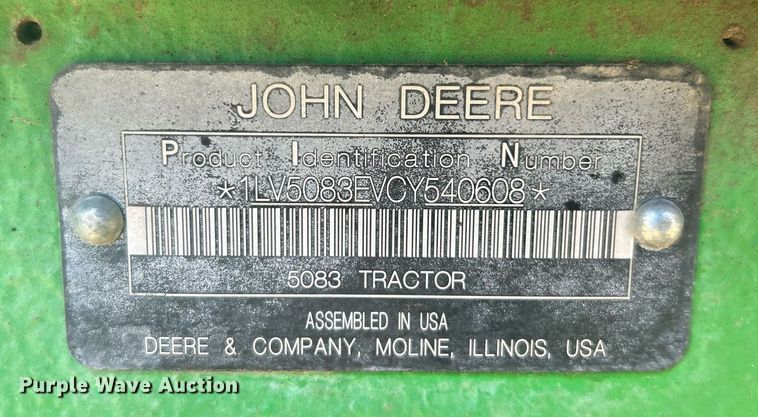 JOHN DEERE
Product Identification Number
*1LV5083EVCY540608*
5083 TRACTOR
ASSEMBLED IN USA
DEERE & COMPANY, MOLINE, ILLINOIS, USA
Purple Wave Auction